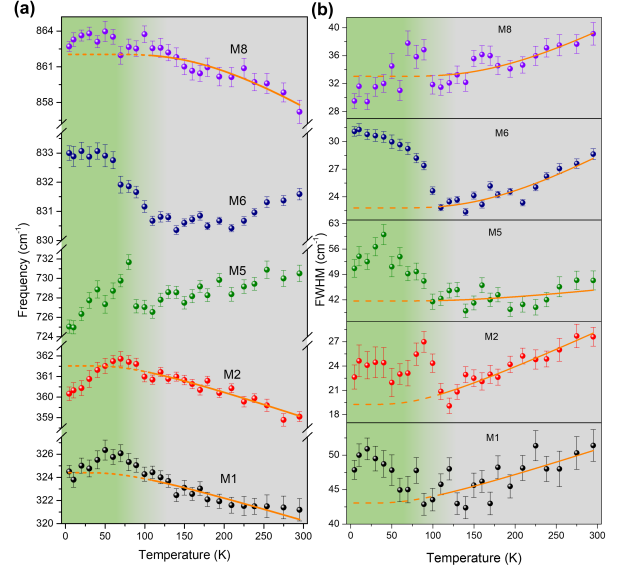 (a)
Frequency (cm⁻¹)
864
861
858
M8
833
832
831
830
M6
732
730
728
726
724
M5
362
361
360
359
M2
326
324
322
320
M1
0 50 100 150 200 250 300
Temperature (K)
(b)
FWHM (cm⁻¹)
40
36
32
28
M8
30
24
M6
63
56
49
42
M5
27
24
21
18
M2
50
45
40
M1
0 50 100 150 200 250 300
Temperature (K)